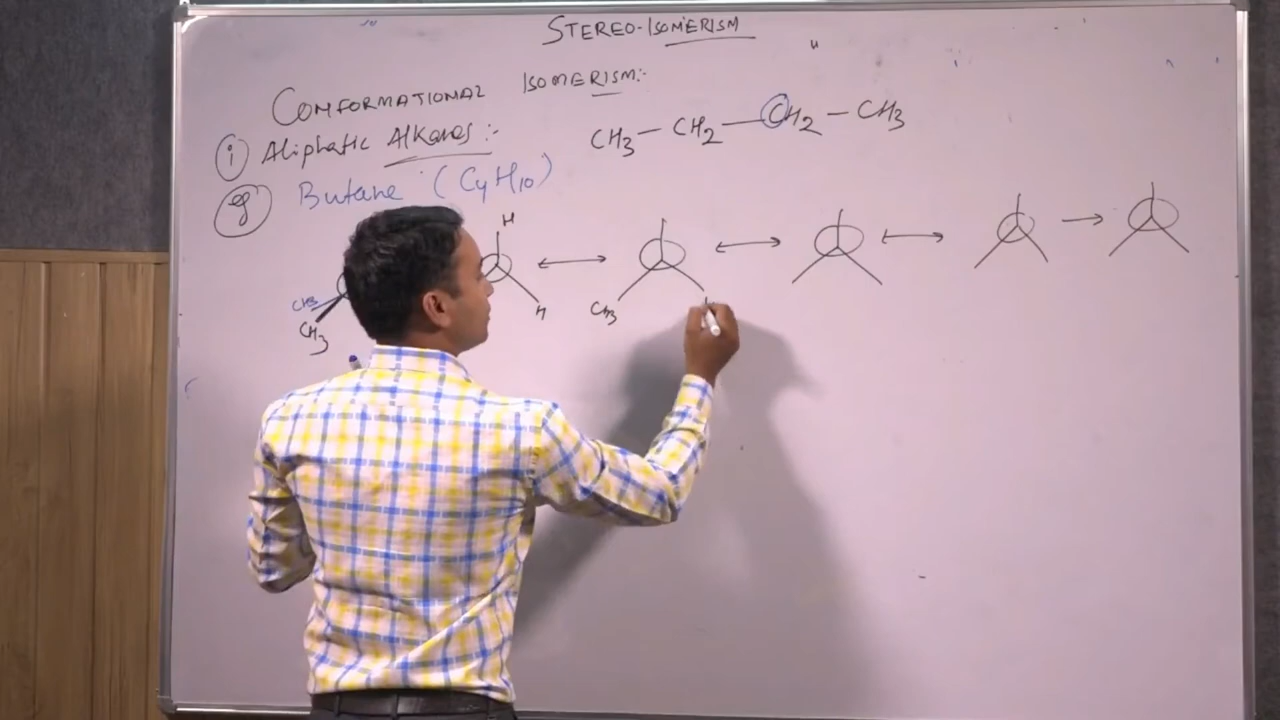 STEREO-ISOMERISM
CONFORMATIONAL ISOMERISM:-
i Aliphatic Alkanes :-
CH3 - CH2 - CH2 - CH3
eg Butane (C4H10)
H
CH3
CH3
H
CH3